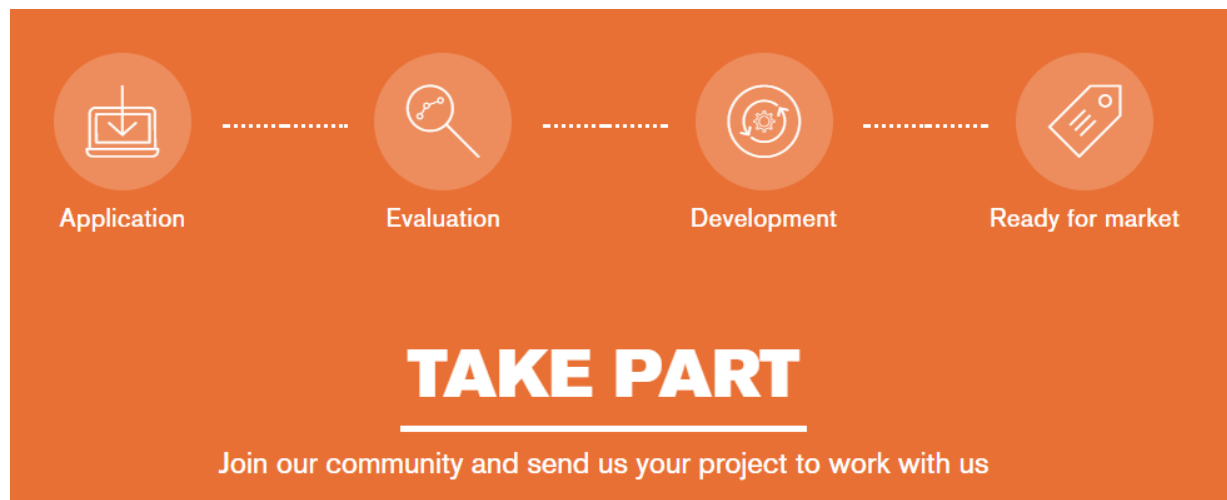 Application
Evaluation
Development
Ready for market
TAKE PART
Join our community and send us your project to work with us